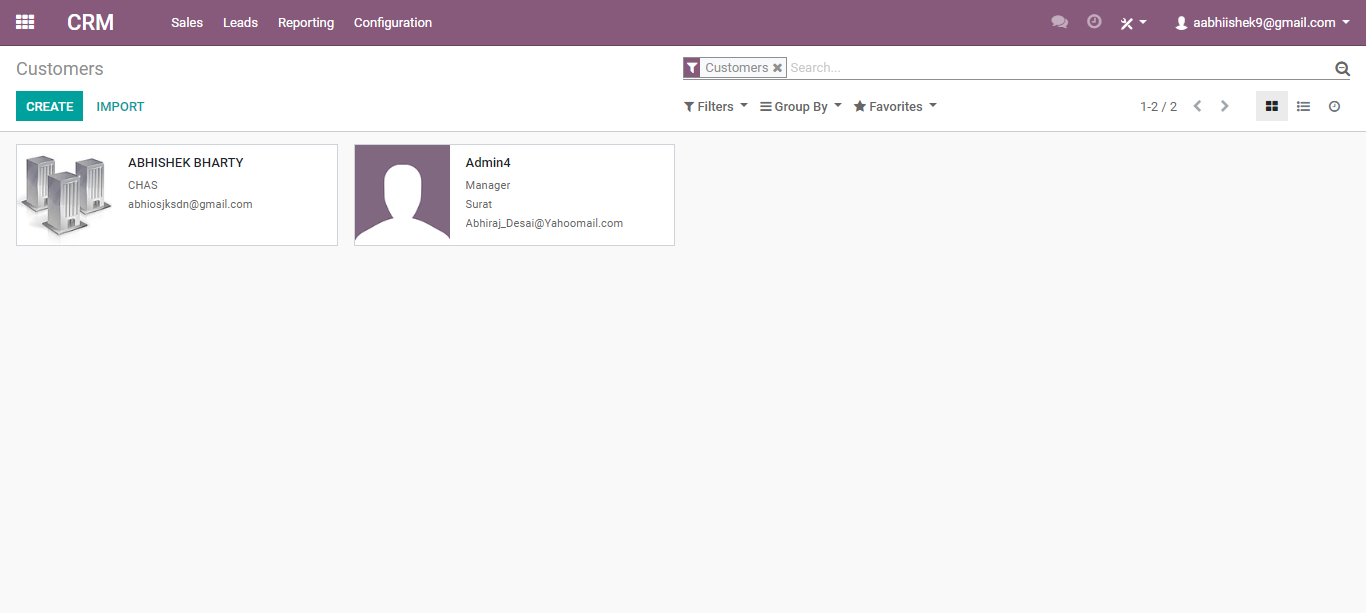 CRM Sales Leads Reporting Configuration aabhiishek9@gmail.com
Customers Customers Search...
CREATE IMPORT Filters Group By Favorites 1-2 / 2
ABHISHEK BHARTY
CHAS
abhiosjksdn@gmail.com
Admin4
Manager
Surat
Abhiraj_Desai@Yahoomail.com